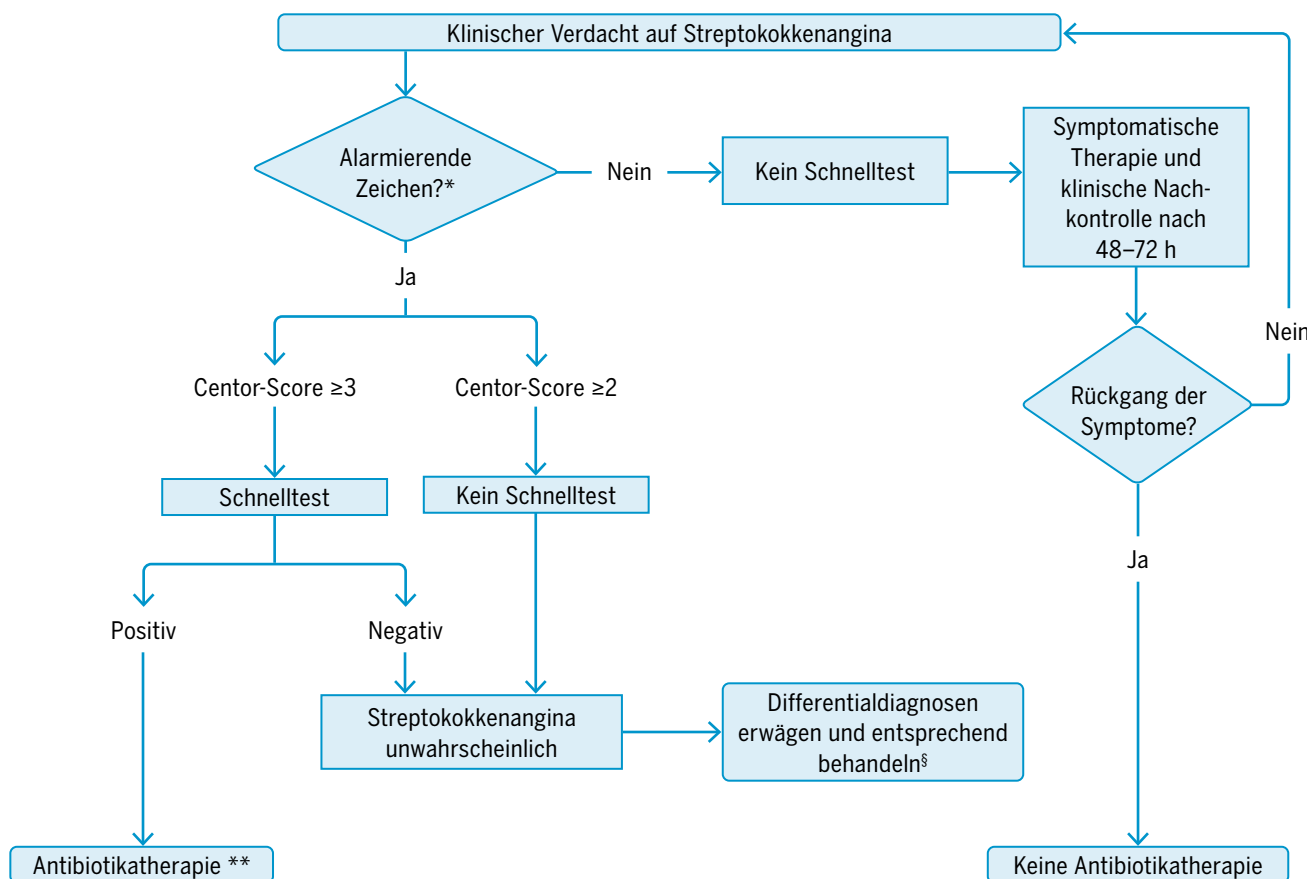 Klinischer Verdacht auf Streptokokkenangina
Alarmierende
Zeichen?*
Nein
Kein Schnelltest
Symptomatische
Therapie und
klinische Nach-
kontrolle nach
48–72 h
Ja
Nein
Centor-Score ≥3
Centor-Score ≥2
Rückgang der
Symptome?
Schnelltest
Kein Schnelltest
Ja
Positiv
Negativ
Streptokokkenangina
unwahrscheinlich
Differentialdiagnosen
erwägen und entsprechend
behandeln§
Antibiotikatherapie **
Keine Antibiotikatherapie